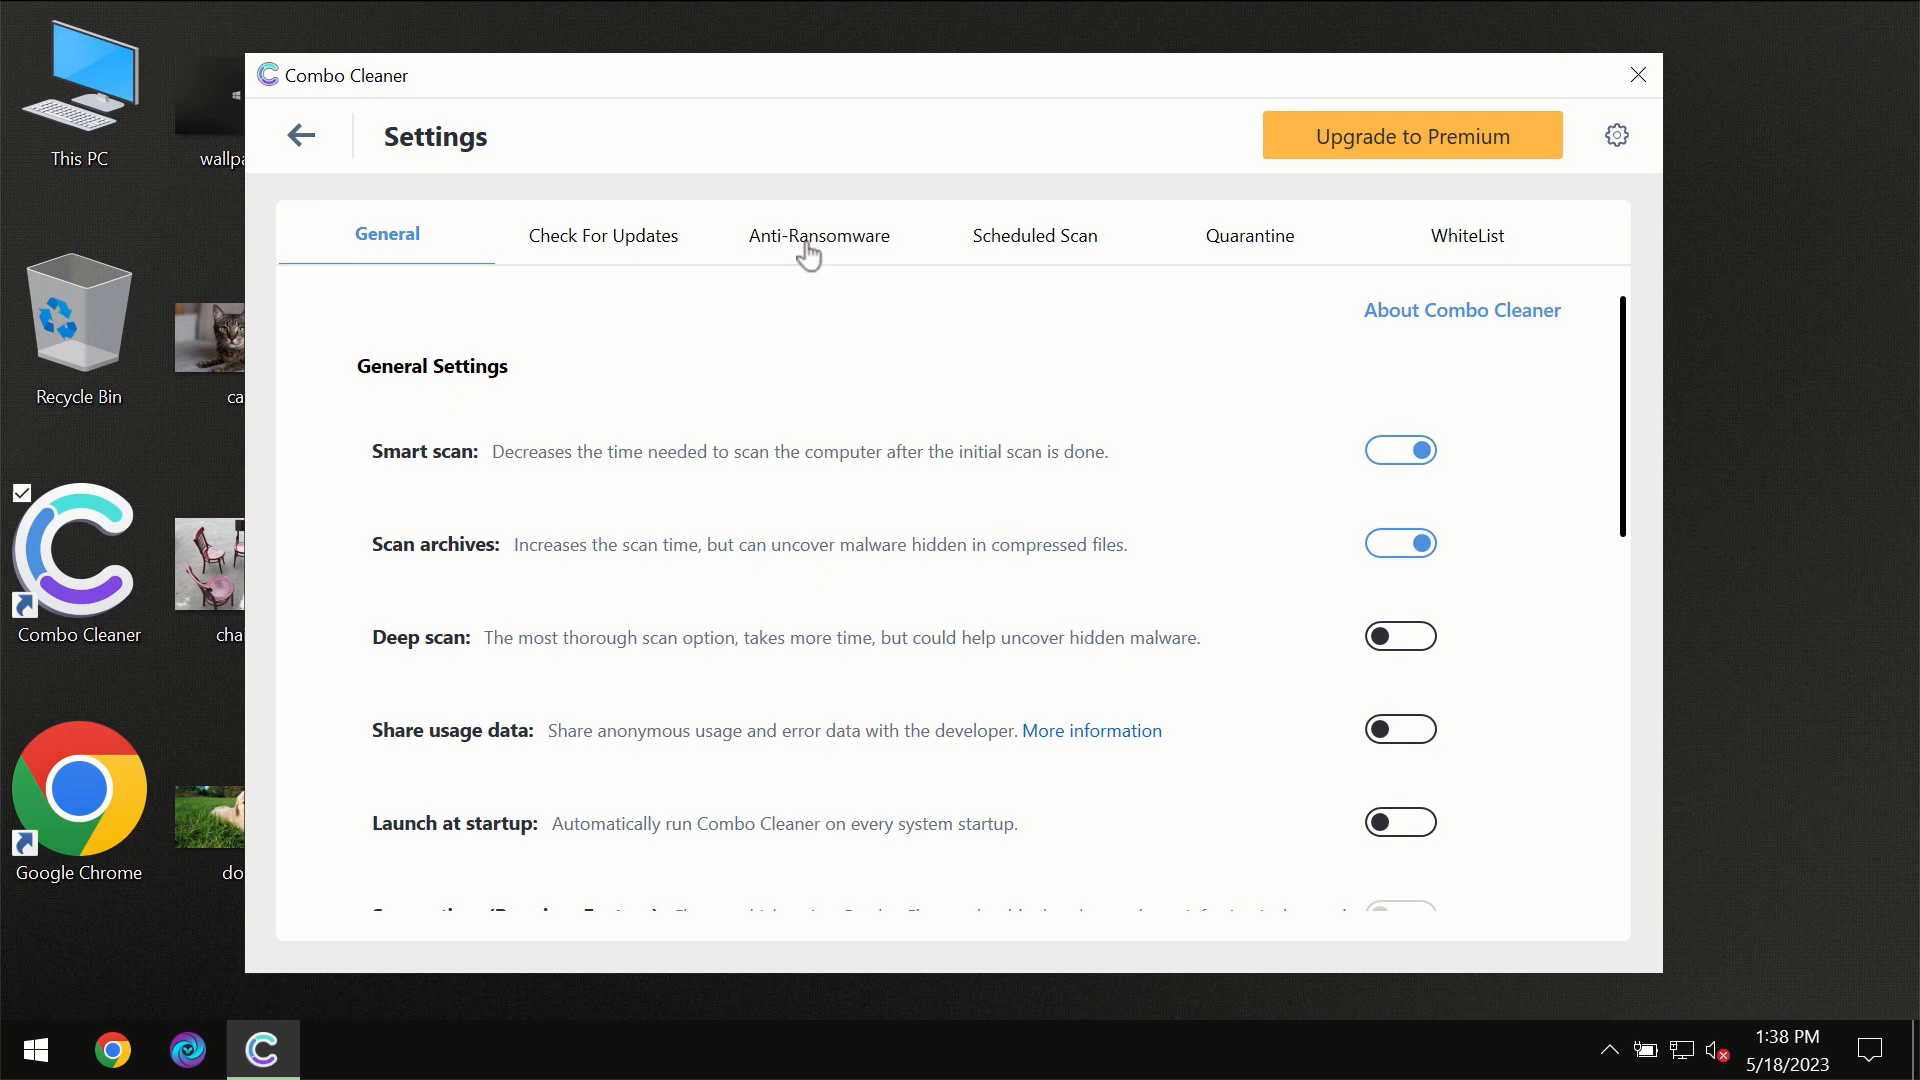 This PC
wallpa
Recycle Bin
ca
Combo Cleaner
chai
Google Chrome
do
Combo Cleaner
Settings
Upgrade to Premium
General
Check For Updates
Anti-Ransomware
Scheduled Scan
Quarantine
WhiteList
About Combo Cleaner
General Settings
Smart scan: Decreases the time needed to scan the computer after the initial scan is done.
Scan archives: Increases the scan time, but can uncover malware hidden in compressed files.
Deep scan: The most thorough scan option, takes more time, but could help uncover hidden malware.
Share usage data: Share anonymous usage and error data with the developer. More information
Launch at startup: Automatically run Combo Cleaner on every system startup.
1:38 PM
5/18/2023